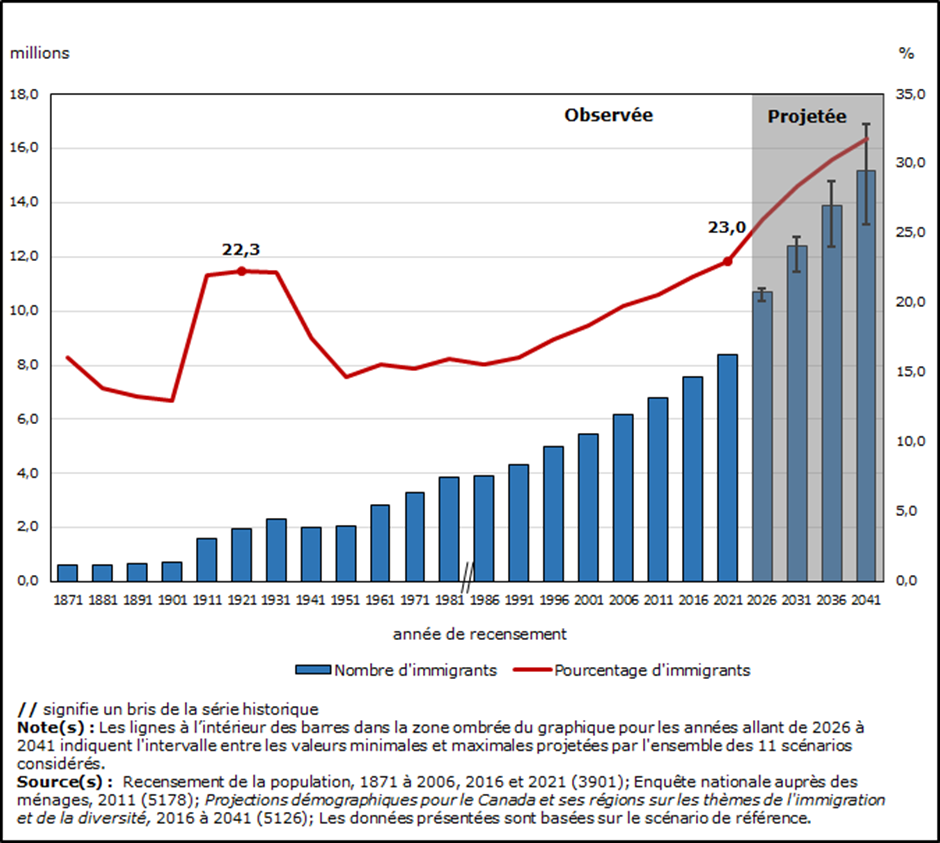 millions
%
18,0
16,0
14,0
12,0
10,0
8,0
6,0
4,0
2,0
0,0
35,0
30,0
25,0
20,0
15,0
10,0
5,0
0,0
Observée
Projetée
22,3
23,0
1871 1881 1891 1901 1911 1921 1931 1941 1951 1961 1971 1981 // 1986 1991 1996 2001 2006 2011 2016 2021 2026 2031 2036 2041
année de recensement
Nombre d'immigrants
Pourcentage d'immigrants
// signifie un bris de la série historique
Note(s) : Les lignes à l’intérieur des barres dans la zone ombrée du graphique pour les années allant de 2026 à
2041 indiquent l'intervalle entre les valeurs minimales et maximales projetées par l'ensemble des 11 scénarios
considérés.
Source(s) : Recensement de la population, 1871 à 2006, 2016 et 2021 (3901); Enquête nationale auprès des
ménages, 2011 (5178); Projections démographiques pour le Canada et ses régions sur les thèmes de l'immigration
et de la diversité, 2016 à 2041 (5126); Les données présentées sont basées sur le scénario de référence.